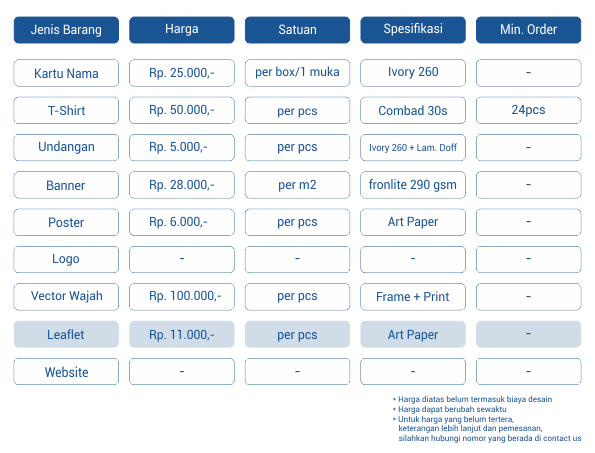 Jenis Barang Harga Satuan Spesifikasi Min. Order
Kartu Nama Rp. 25.000,- per box/1 muka Ivory 260 -
T-Shirt Rp. 50.000,- per pcs Combad 30s 24pcs
Undangan Rp. 5.000,- per pcs Ivory 260 + Lam. Doff -
Banner Rp. 28.000,- per m2 fronlite 290 gsm -
Poster Rp. 6.000,- per pcs Art Paper -
Logo - - - -
Vector Wajah Rp. 100.000,- per pcs Frame + Print -
Leaflet Rp. 11.000,- per pcs Art Paper -
Website - - - -
* Harga diatas belum termasuk biaya desain
* Harga dapat berubah sewaktu
* Untuk harga yang belum tertera,
keterangan lebih lanjut dan pemesanan,
silahkan hubungi nomor yang berada di contact us